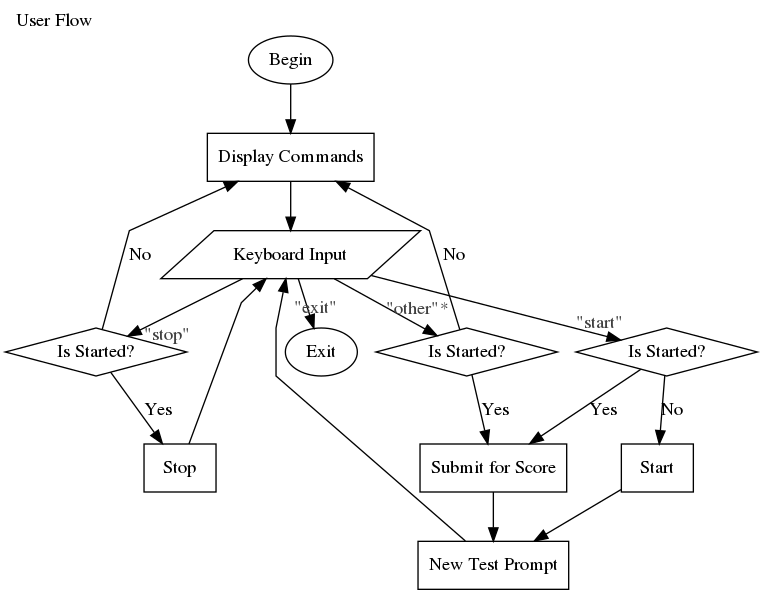 User Flow
Begin
Display Commands
No
No
Keyboard Input
"exit"
"other"*
"start"
"stop"
Is Started?
Exit
Is Started?
Is Started?
Yes
Yes
Yes
No
Stop
Submit for Score
Start
New Test Prompt